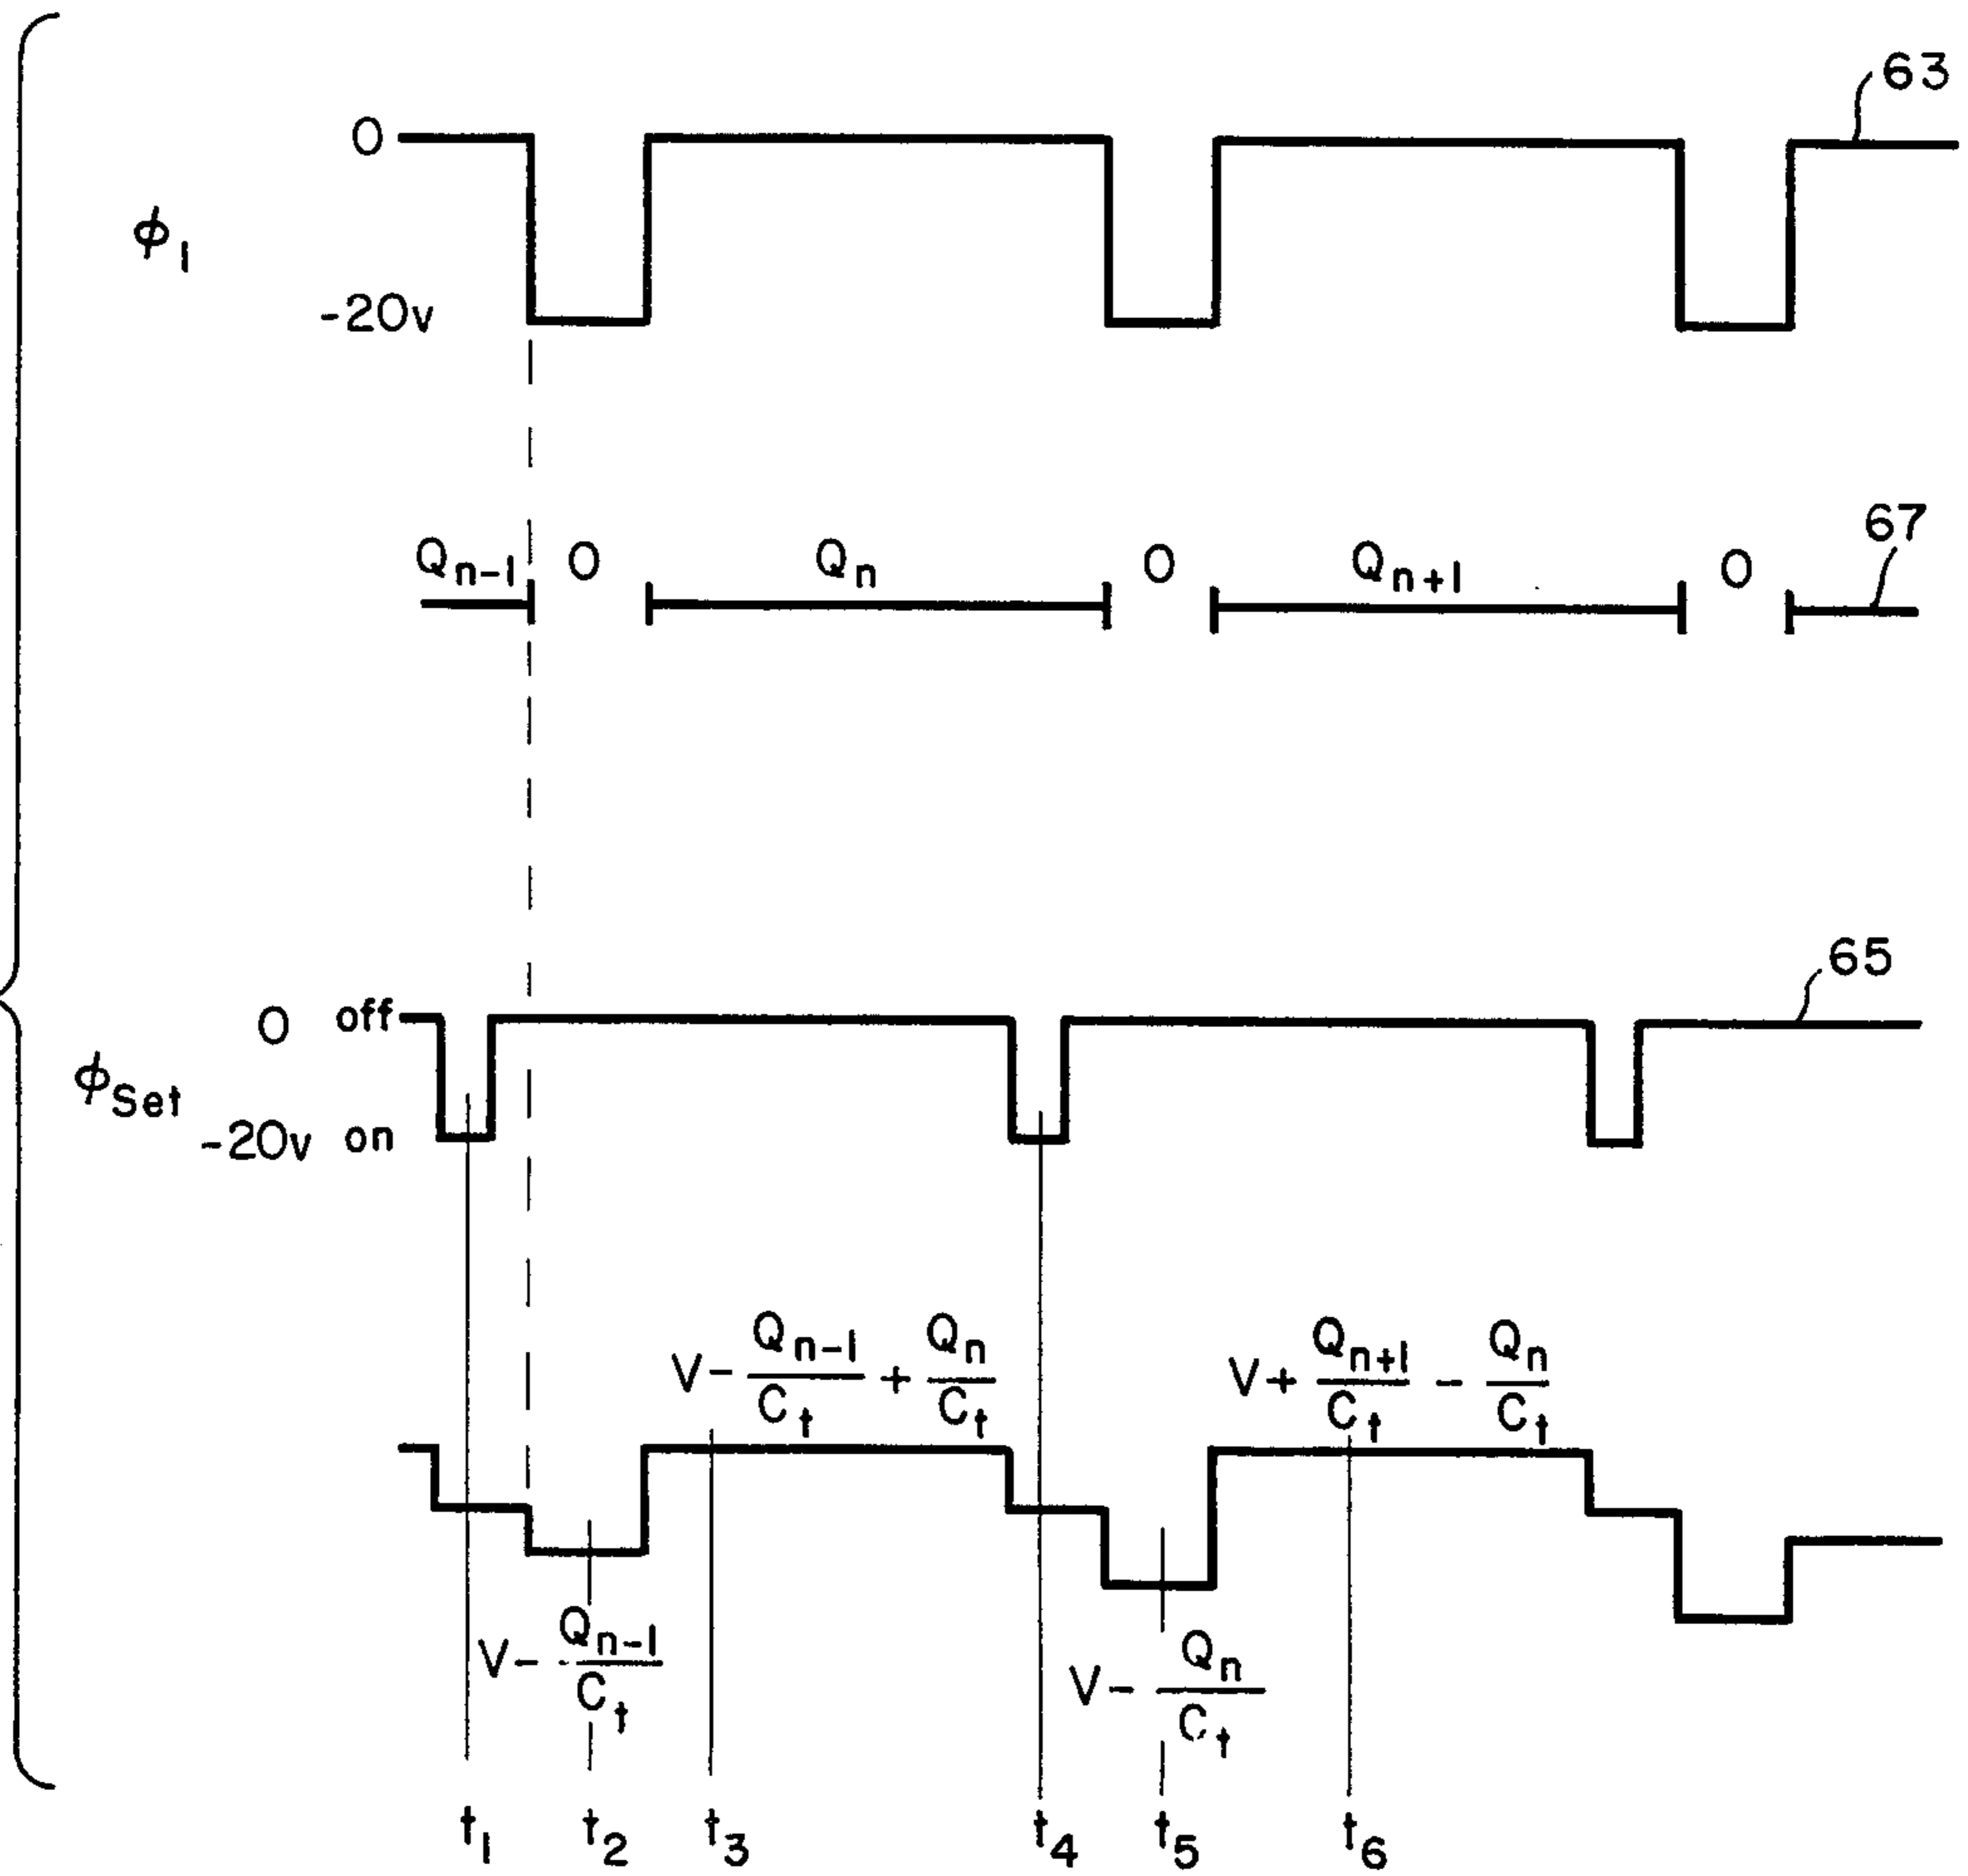 63
0
ϕ1
-20v
67
Qn-1 0 Qn 0 Qn+1 0
65
0 off
ϕSet
-20v on
V - Qn-1/Ct + Qn/Ct
V + Qn+1/Ct - Qn/Ct
V - Qn-1/Ct
V - Qn/Ct
t1 t2 t3 t4 t5 t6